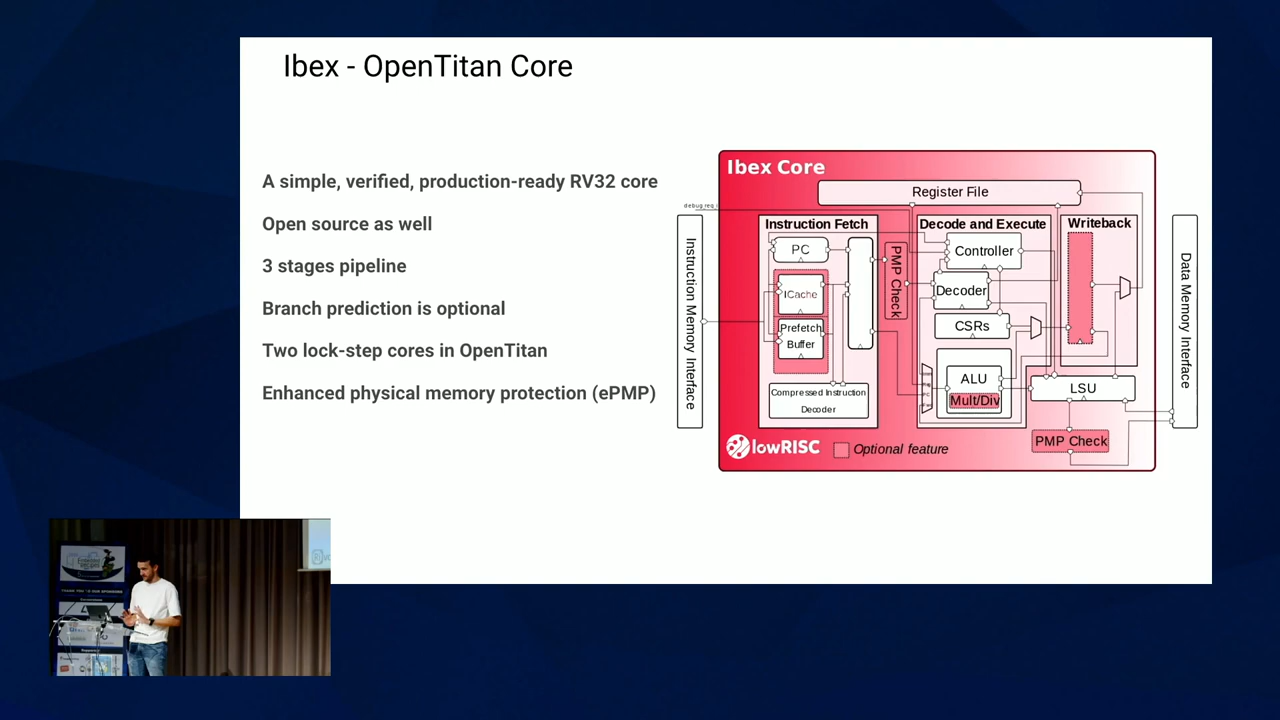 Ibex - OpenTitan Core
A simple, verified, production-ready RV32 core
Open source as well
3 stages pipeline
Branch prediction is optional
Two lock-step cores in OpenTitan
Enhanced physical memory protection (ePMP)
Ibex Core
Register File
debug req
Instruction Memory Interface
Instruction Fetch
PC
ICache
Prefetch
Buffer
Compressed Instruction
Decoder
PMP Check
Decode and Execute
Controller
Decoder
CSRs
ALU
Mult/Div
Writeback
LSU
PMP Check
Data Memory Interface
lowRISC
Optional feature